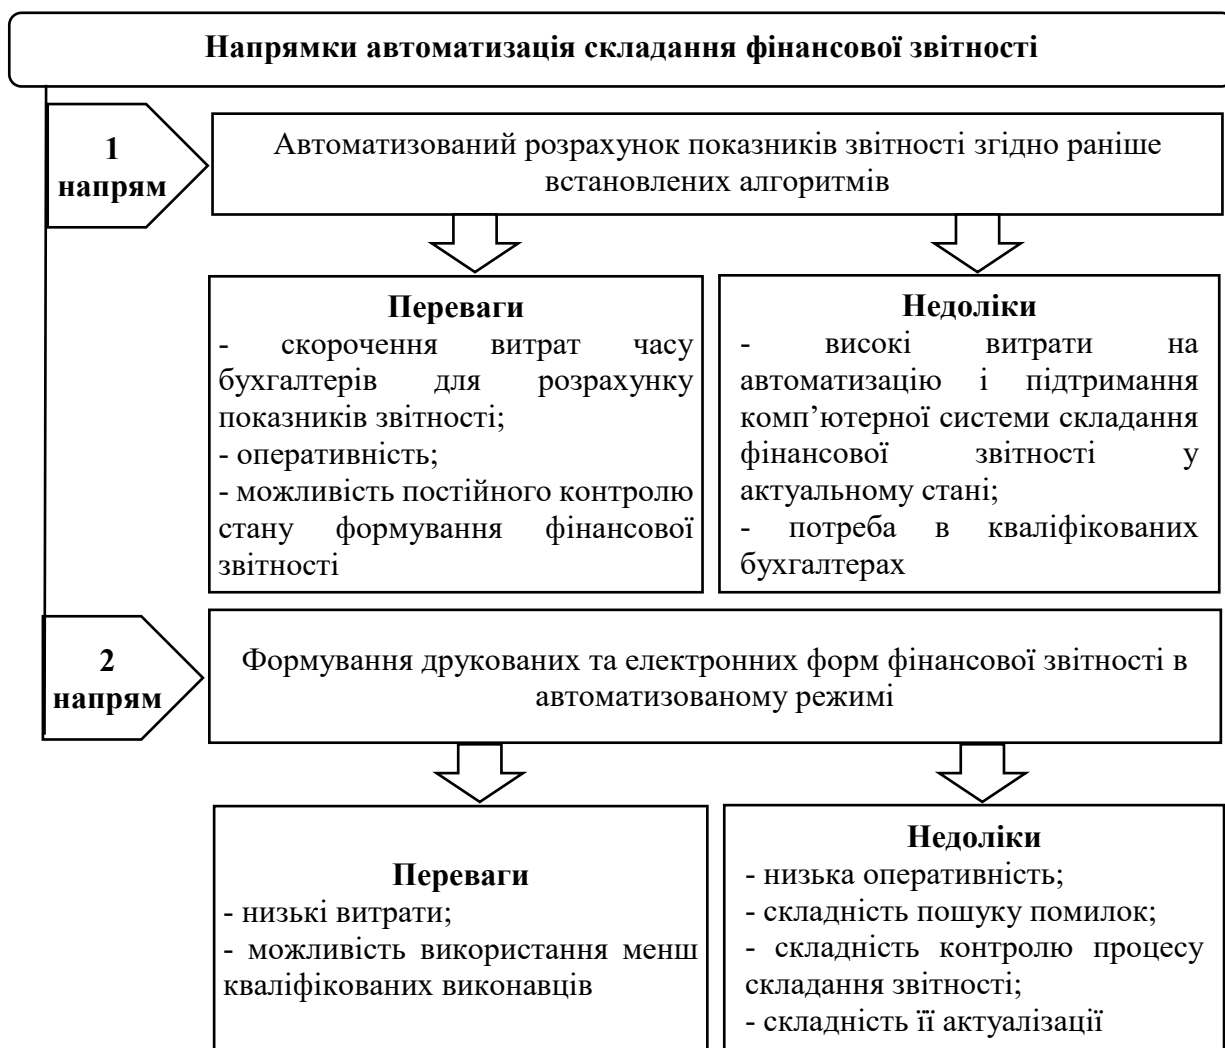 Напрямки автоматизація складання фінансової звітності
1
напрям
Автоматизований розрахунок показників звітності згідно раніше
встановлених алгоритмів
Переваги
- скорочення витрат часу
бухгалтерів для розрахунку
показників звітності;
- оперативність;
- можливість постійного контролю
стану формування фінансової
звітності
Недоліки
- високі витрати на
автоматизацію і підтримання
комп’ютерної системи складання
фінансової звітності у
актуальному стані;
- потреба в кваліфікованих
бухгалтерах
2
напрям
Формування друкованих та електронних форм фінансової звітності в
автоматизованому режимі
Переваги
- низькі витрати;
- можливість використання менш
кваліфікованих виконавців
Недоліки
- низька оперативність;
- складність пошуку помилок;
- складність контролю процесу
складання звітності;
- складність її актуалізації